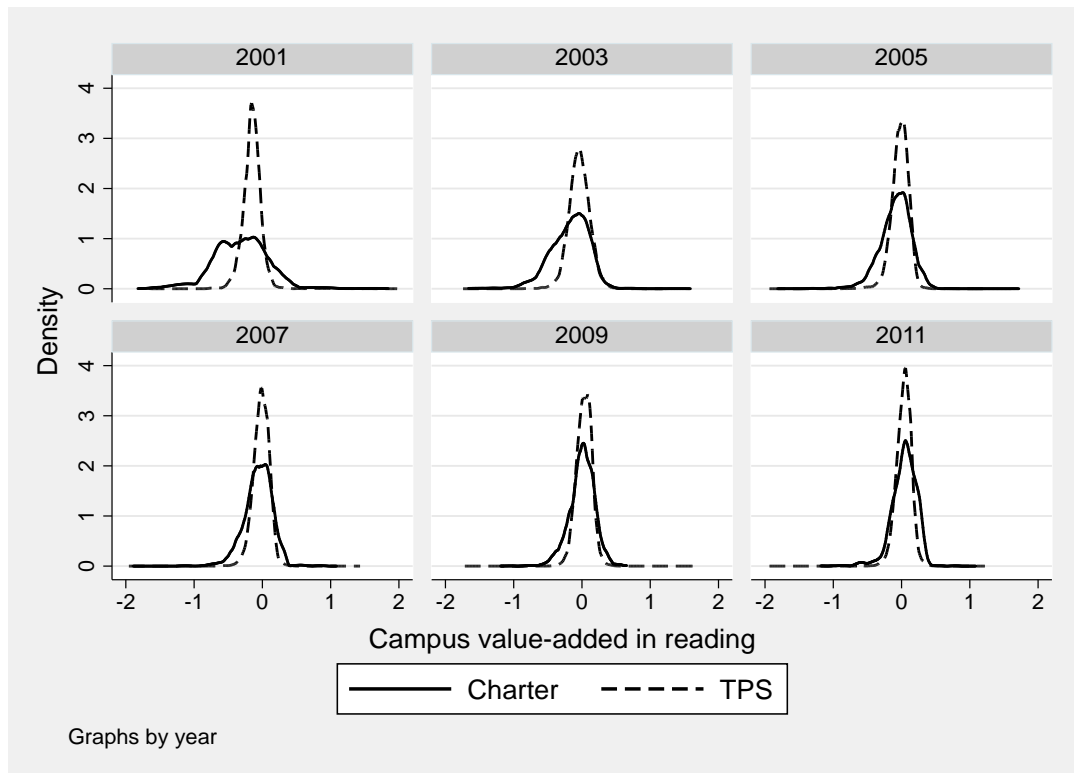 2001 2003 2005
4
3
2
1
0
2007 2009 2011
4
3
2
1
0
-2 -1 0 1 2 -2 -1 0 1 2 -2 -1 0 1 2
Density
Campus value-added in reading
Charter TPS
Graphs by year